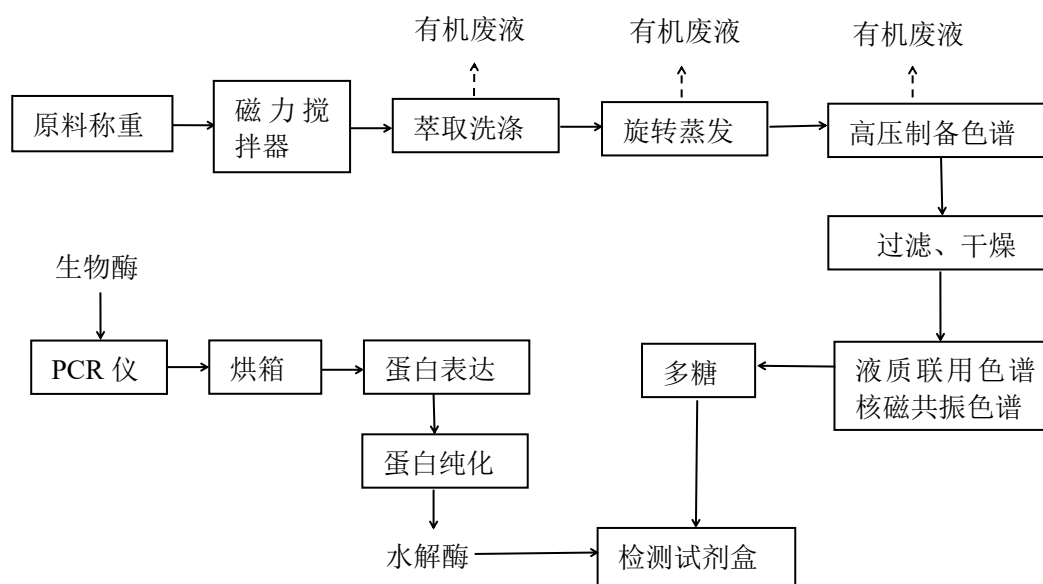 有机废液
有机废液
有机废液
原料称重
磁力搅
拌器
萃取洗涤
旋转蒸发
高压制备色谱
过滤、干燥
生物酶
PCR 仪
烘箱
蛋白表达
多糖
液质联用色谱
核磁共振色谱
蛋白纯化
水解酶
检测试剂盒